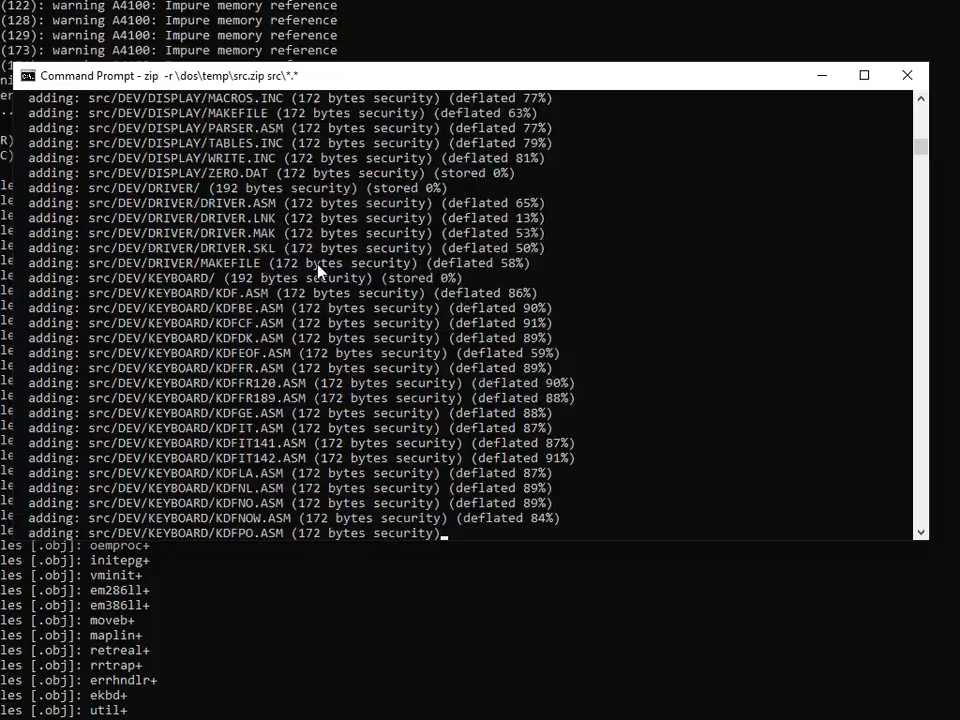 (122): warning A4100: Impure memory reference
(128): warning A4100: Impure memory reference
(129): warning A4100: Impure memory reference
(173): warning A4100: Impure memory reference
Command Prompt - zip -r \dos\temp\src.zip src\*.*
adding: src/DEV/DISPLAY/MACROS.INC (172 bytes security) (deflated 77%)
adding: src/DEV/DISPLAY/MAKEFILE (172 bytes security) (deflated 63%)
adding: src/DEV/DISPLAY/PARSER.ASM (172 bytes security) (deflated 77%)
adding: src/DEV/DISPLAY/TABLES.INC (172 bytes security) (deflated 79%)
adding: src/DEV/DISPLAY/WRITE.INC (172 bytes security) (deflated 81%)
adding: src/DEV/DISPLAY/ZERO.DAT (172 bytes security) (stored 0%)
adding: src/DEV/DRIVER/ (192 bytes security) (stored 0%)
adding: src/DEV/DRIVER/DRIVER.ASM (172 bytes security) (deflated 65%)
adding: src/DEV/DRIVER/DRIVER.LNK (172 bytes security) (deflated 13%)
adding: src/DEV/DRIVER/DRIVER.MAK (172 bytes security) (deflated 53%)
adding: src/DEV/DRIVER/DRIVER.SKL (172 bytes security) (deflated 50%)
adding: src/DEV/DRIVER/MAKEFILE (172 bytes security) (deflated 58%)
adding: src/DEV/KEYBOARD/ (192 bytes security) (stored 0%)
adding: src/DEV/KEYBOARD/KDF.ASM (172 bytes security) (deflated 86%)
adding: src/DEV/KEYBOARD/KDFBE.ASM (172 bytes security) (deflated 90%)
adding: src/DEV/KEYBOARD/KDFCF.ASM (172 bytes security) (deflated 91%)
adding: src/DEV/KEYBOARD/KDFDK.ASM (172 bytes security) (deflated 89%)
adding: src/DEV/KEYBOARD/KDFEOF.ASM (172 bytes security) (deflated 59%)
adding: src/DEV/KEYBOARD/KDFFR.ASM (172 bytes security) (deflated 89%)
adding: src/DEV/KEYBOARD/KDFFR120.ASM (172 bytes security) (deflated 90%)
adding: src/DEV/KEYBOARD/KDFFR189.ASM (172 bytes security) (deflated 88%)
adding: src/DEV/KEYBOARD/KDFGE.ASM (172 bytes security) (deflated 88%)
adding: src/DEV/KEYBOARD/KDFIT.ASM (172 bytes security) (deflated 87%)
adding: src/DEV/KEYBOARD/KDFIT141.ASM (172 bytes security) (deflated 87%)
adding: src/DEV/KEYBOARD/KDFIT142.ASM (172 bytes security) (deflated 91%)
adding: src/DEV/KEYBOARD/KDFLA.ASM (172 bytes security) (deflated 87%)
adding: src/DEV/KEYBOARD/KDFNL.ASM (172 bytes security) (deflated 89%)
adding: src/DEV/KEYBOARD/KDFNO.ASM (172 bytes security) (deflated 89%)
adding: src/DEV/KEYBOARD/KDFNOW.ASM (172 bytes security) (deflated 84%)
adding: src/DEV/KEYBOARD/KDFPO.ASM (172 bytes security)
les [.obj]: oemproc+
les [.obj]: initepg+
les [.obj]: vminit+
les [.obj]: em286ll+
les [.obj]: em386ll+
les [.obj]: moveb+
les [.obj]: maplin+
les [.obj]: retreal+
les [.obj]: rrtrap+
les [.obj]: errhndlr+
les [.obj]: ekbd+
les [.obj]: util+